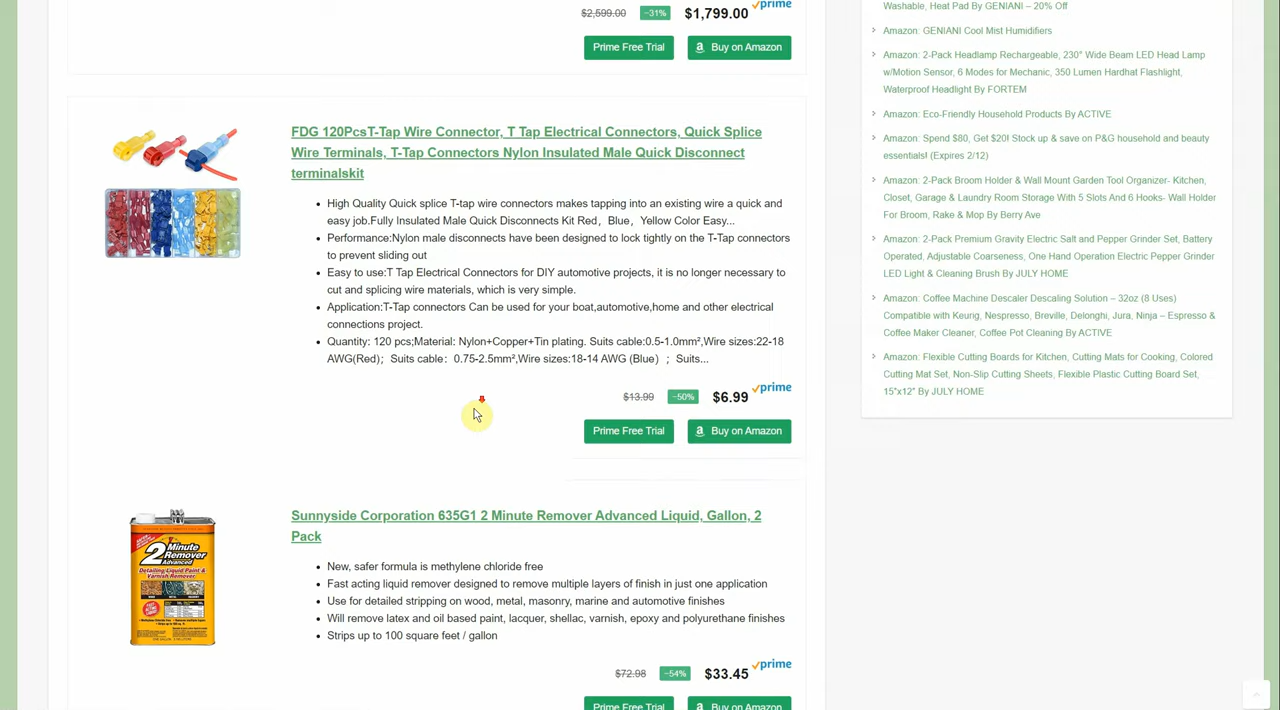 $2,599.00 −31% $1,799.00 prime
Prime Free Trial Buy on Amazon
FDG 120PcsT-Tap Wire Connector, T Tap Electrical Connectors, Quick Splice
Wire Terminals, T-Tap Connectors Nylon Insulated Male Quick Disconnect
terminalskit
High Quality Quick splice T-tap wire connectors makes tapping into an existing wire a quick and
easy job.Fully Insulated Male Quick Disconnects Kit Red，Blue，Yellow Color Easy...
Performance:Nylon male disconnects have been designed to lock tightly on the T-Tap connectors
to prevent sliding out
Easy to use:T Tap Electrical Connectors for DIY automotive projects, it is no longer necessary to
cut and splicing wire materials, which is very simple.
Application:T-Tap connectors Can be used for your boat,automotive,home and other electrical
connections project.
Quantity: 120 pcs;Material: Nylon+Copper+Tin plating. Suits cable:0.5-1.0mm²,Wire sizes:22-18
AWG(Red)；Suits cable：0.75-2.5mm²,Wire sizes:18-14 AWG (Blue）；Suits...
$13.99 −50% $6.99 prime
Prime Free Trial Buy on Amazon
Sunnyside Corporation 635G1 2 Minute Remover Advanced Liquid, Gallon, 2
Pack
2 Minute
Remover
Advanced
New, safer formula is methylene chloride free
Fast acting liquid remover designed to remove multiple layers of finish in just one application
Use for detailed stripping on wood, metal, masonry, marine and automotive finishes
Will remove latex and oil based paint, lacquer, shellac, varnish, epoxy and polyurethane finishes
Strips up to 100 square feet / gallon
$72.98 −54% $33.45 prime
Prime Free Trial Buy on Amazon
Washable, Heat Pad By GENIANI – 20% Off
Amazon: GENIANI Cool Mist Humidifiers
Amazon: 2-Pack Headlamp Rechargeable, 230° Wide Beam LED Head Lamp
w/Motion Sensor, 6 Modes for Mechanic, 350 Lumen Hardhat Flashlight,
Waterproof Headlight By FORTEM
Amazon: Eco-Friendly Household Products By ACTIVE
Amazon: Spend $80, Get $20! Stock up & save on P&G household and beauty
essentials! (Expires 2/12)
Amazon: 2-Pack Broom Holder & Wall Mount Garden Tool Organizer- Kitchen,
Closet, Garage & Laundry Room Storage With 5 Slots And 6 Hooks- Wall Holder
For Broom, Rake & Mop By Berry Ave
Amazon: 2-Pack Premium Gravity Electric Salt and Pepper Grinder Set, Battery
Operated, Adjustable Coarseness, One Hand Operation Electric Pepper Grinder
LED Light & Cleaning Brush By JULY HOME
Amazon: Coffee Machine Descaler Descaling Solution – 32oz (8 Uses)
Compatible with Keurig, Nespresso, Breville, Delonghi, Jura, Ninja – Espresso &
Coffee Maker Cleaner, Coffee Pot Cleaning By ACTIVE
Amazon: Flexible Cutting Boards for Kitchen, Cutting Mats for Cooking, Colored
Cutting Mat Set, Non-Slip Cutting Sheets, Flexible Plastic Cutting Board Set,
15"x12" By JULY HOME